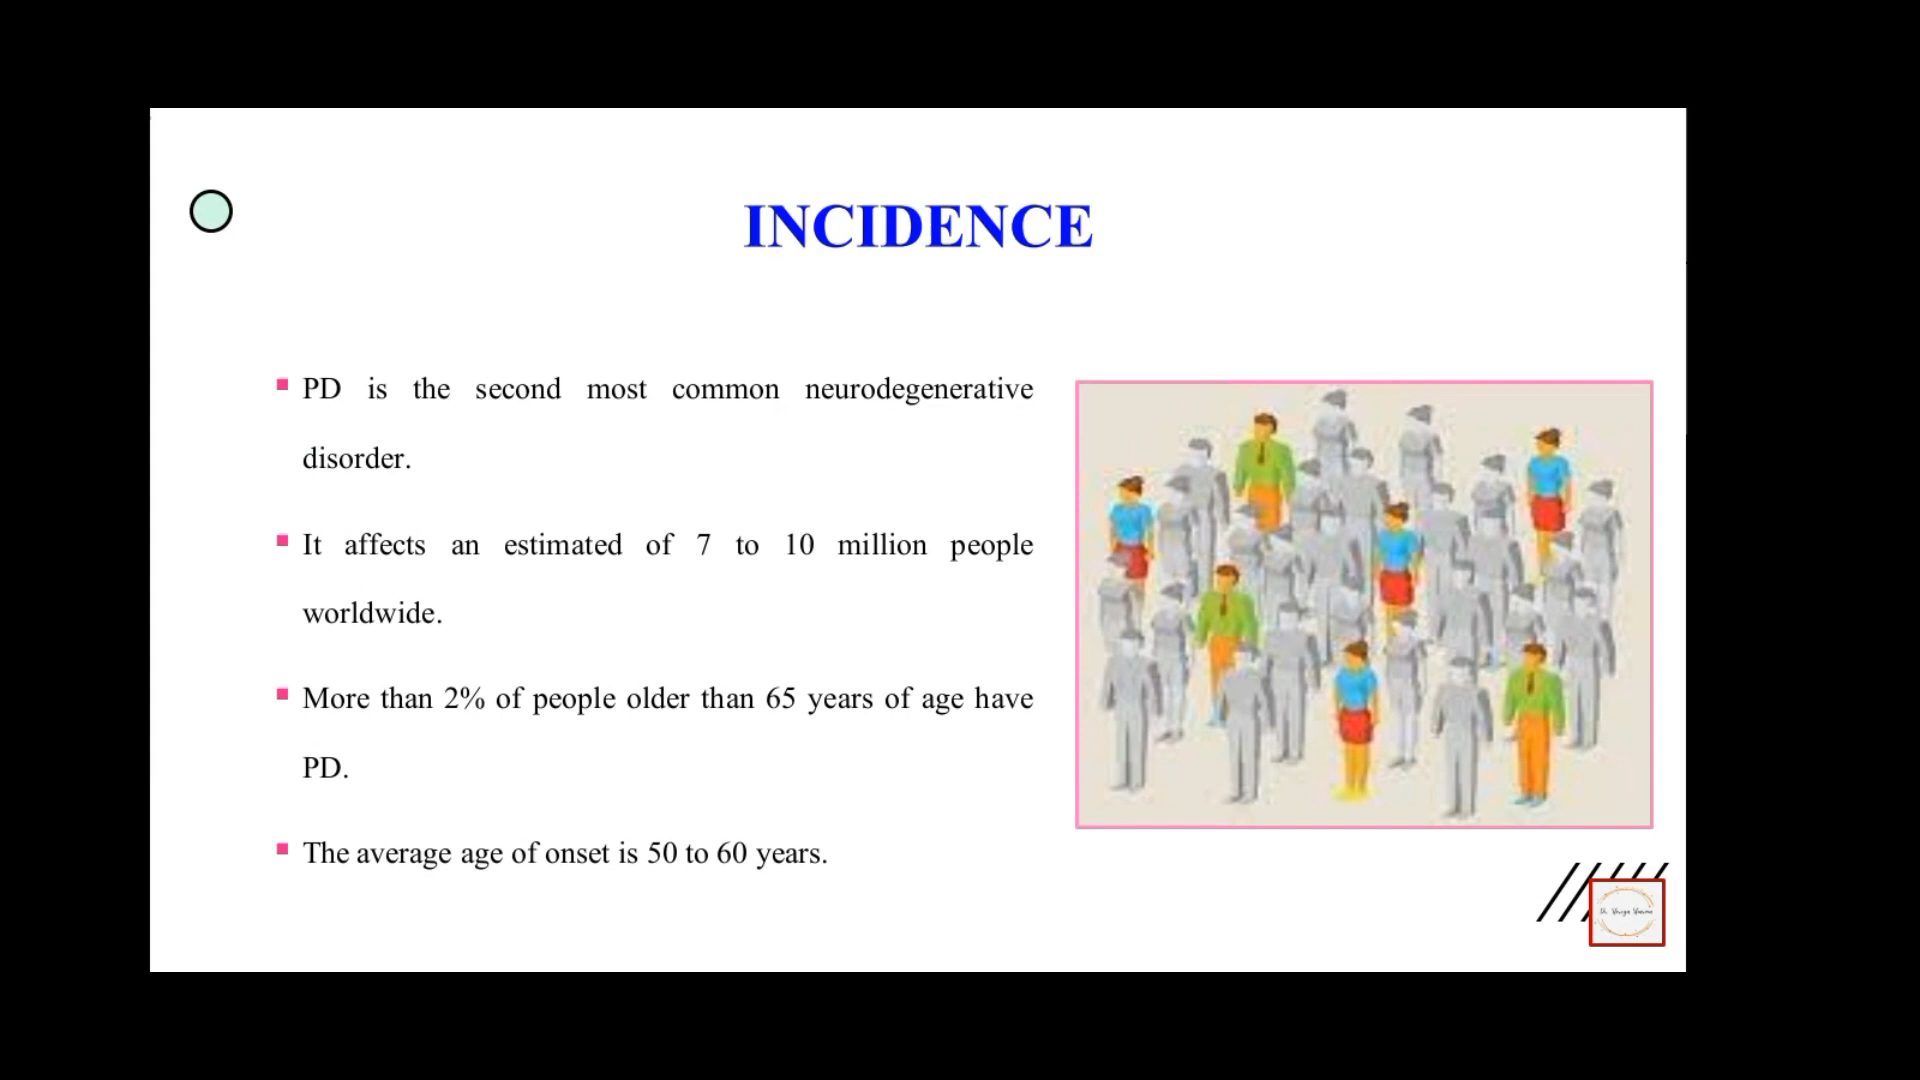 INCIDENCE
PD is the second most common neurodegenerative
disorder.
It affects an estimated of 7 to 10 million people
worldwide.
More than 2% of people older than 65 years of age have
PD.
The average age of onset is 50 to 60 years.